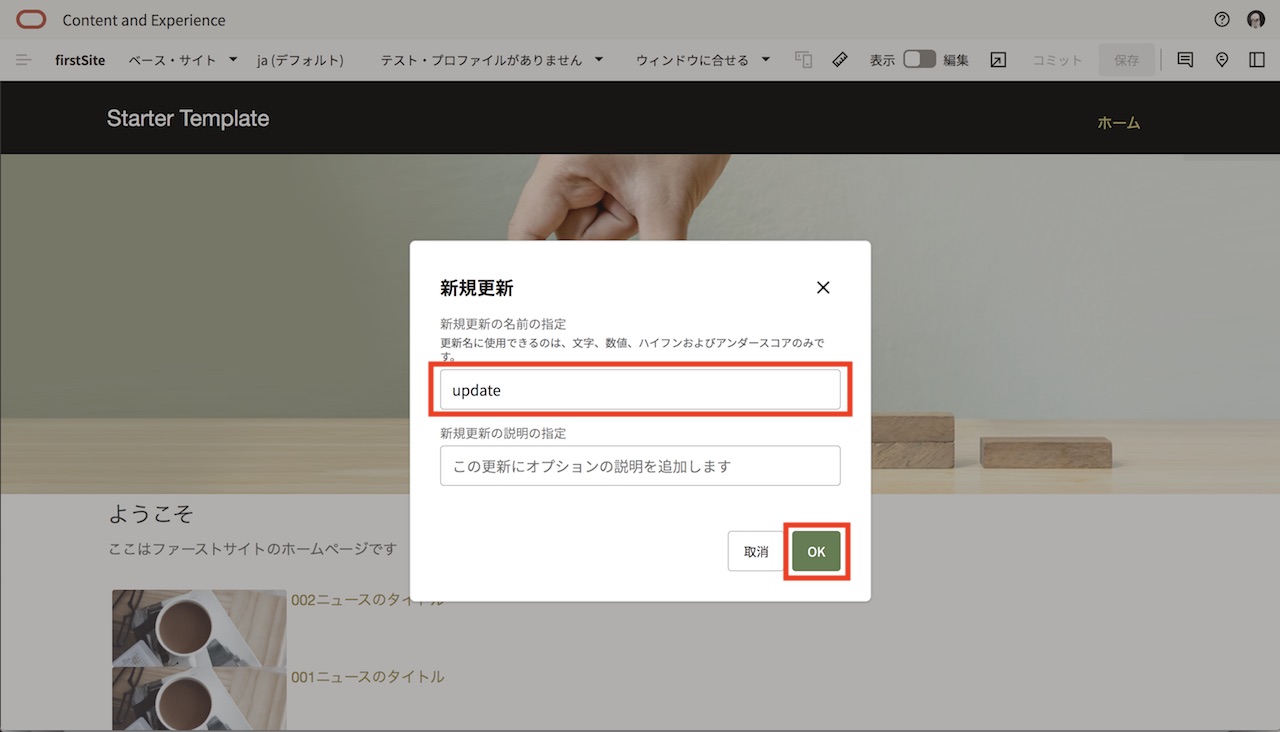 Content and Experience
firstSite ベース・サイト ja (デフォルト) テスト・プロファイルがありません ウィンドウに合せる 表示 編集 コミット 保存
Starter Template
ホーム
新規更新
新規更新の名前の指定
更新名に使用できるのは、文字、数値、ハイフンおよびアンダースコアのみで
す。
update
新規更新の説明の指定
この更新にオプションの説明を追加します
取消 OK
ようこそ
ここはファーストサイトのホームページです
002ニュースのタイトル
001ニュースのタイトル